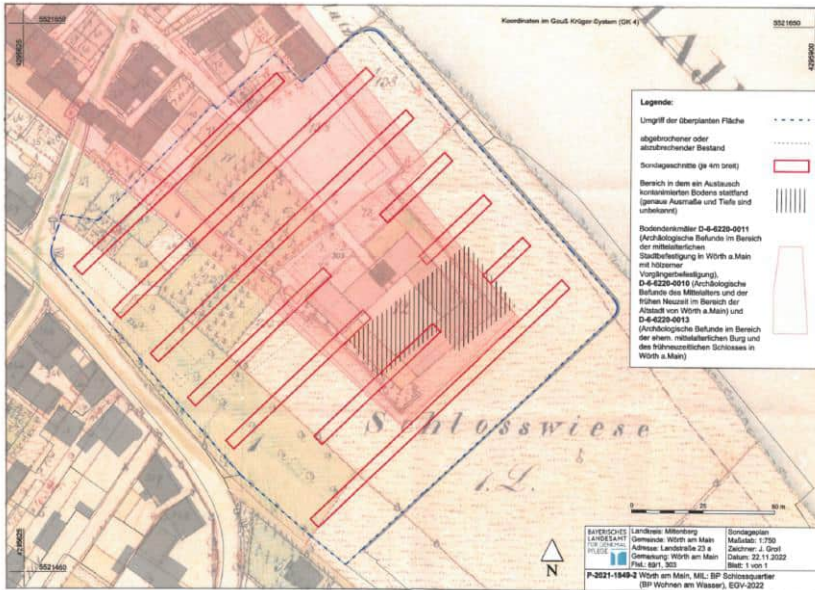 5521650
Koordinaten im Gauß-Krüger-System (GK 4)
5521650
4295625
4295900
MAI
Legende:
Umgriff der überplanten Fläche
abgebrochener oder
abzubrechender Bestand
Sondageschnitte (je 4m breit)
Bereich in dem ein Austausch
kontaminierten Bodens stattfand
(genaue Ausmaße und Tiefe sind
unbekannt)
Bodendenkmäler D-6-6220-0011
(Archäologische Befunde im Bereich
der mittelalterlichen
Stadtbefestigung in Wörth a.Main
mit hölzerner
Vorgängerbefestigung),
D-6-6220-0010 (Archäologische
Befunde des Mittelalters und der
frühen Neuzeit im Bereich der
Altstadt von Wörth a.Main) und
D-6-6220-0013
(Archäologische Befunde im Bereich
der ehem. mittelalterlichen Burg und
des frühneuzeitlichen Schlosses in
Wörth a.Main)
Schlosswiese
1. L.
0 25 50 m
N
BAYERISCHES
LANDESAMT
FÜR DENKMAL
PFLEGE
Landkreis: Miltenberg
Gemeinde: Wörth am Main
Adresse: Landstraße 23 a
Gemarkung: Wörth am Main
Flst.: 89/1, 303
Sondageplan
Maßstab: 1:750
Zeichner: J. Groll
Datum: 22.11.2022
Blatt: 1 von 1
P-2021-1849-2 Wörth am Main, MIL: BP Schlossquartier
(BP Wohnen am Wasser), EGV-2022
4295625
5521460